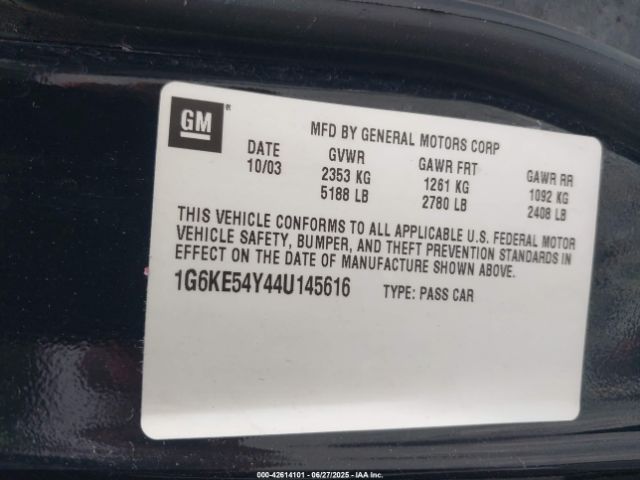 GM ®
MFD BY GENERAL MOTORS CORP
DATE GVWR GAWR FRT GAWR RR
10/03 2353 KG 1261 KG 1092 KG
5188 LB 2780 LB 2408 LB
THIS VEHICLE CONFORMS TO ALL APPLICABLE U.S. FEDERAL MOTOR
VEHICLE SAFETY, BUMPER, AND THEFT PREVENTION STANDARDS IN
EFFECT ON THE DATE OF MANUFACTURE SHOWN ABOVE.
1G6KE54Y44U145616 TYPE: PASS CAR
000-42614101 - 06/27/2025 - IAA Inc.